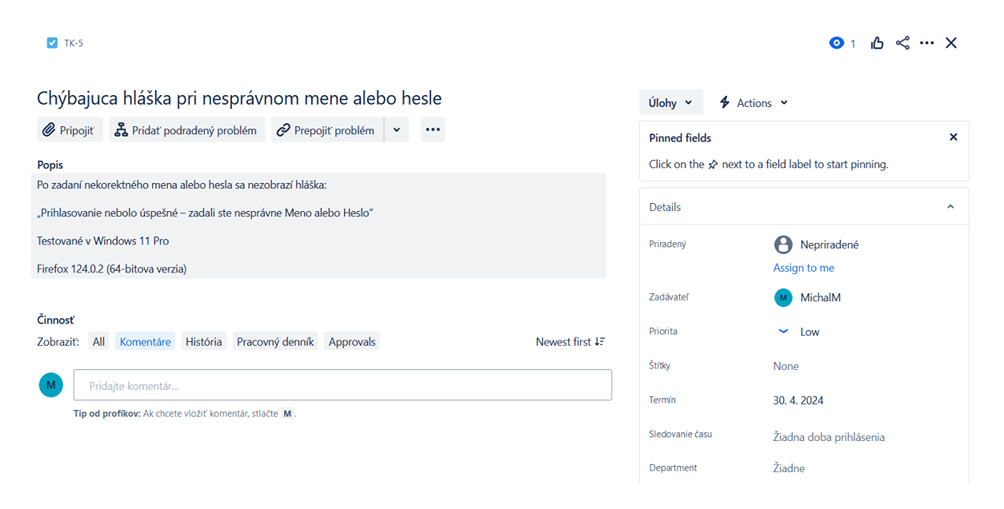 TK-5
1
Chýbajuca hláška pri nesprávnom mene alebo hesle
Pripojiť
Pridať podradený problém
Prepojiť problém
Popis
Po zadaní nekorektného mena alebo hesla sa nezobrazí hláška:
„Prihlasovanie nebolo úspešné – zadali ste nesprávne Meno alebo Heslo“
Testované v Windows 11 Pro
Firefox 124.0.2 (64-bitova verzia)
Činnosť
Zobraziť: All Komentáre História Pracovný denník Approvals
Newest first
M
Pridajte komentár...
Tip od profíkov: Ak chcete vložiť komentár, stlačte M .
Úlohy
Actions
Pinned fields
Click on the next to a field label to start pinning.
Details
Priradený Nepriradené
Assign to me
Zadávateľ M MichalM
Priorita Low
Štítky None
Termín 30. 4. 2024
Sledovanie času Žiadna doba prihlásenia
Department Žiadne